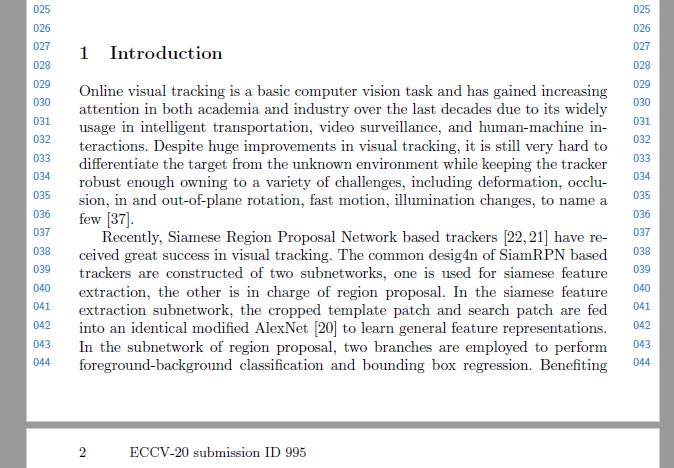 025 025
026 026
027 1 Introduction 027
028 028
029 Online visual tracking is a basic computer vision task and has gained increasing 029
030 attention in both academia and industry over the last decades due to its widely 030
031 usage in intelligent transportation, video surveillance, and human-machine in- 031
032 teractions. Despite huge improvements in visual tracking, it is still very hard to 032
033 differentiate the target from the unknown environment while keeping the tracker 033
034 robust enough owning to a variety of challenges, including deformation, occlu- 034
035 sion, in and out-of-plane rotation, fast motion, illumination changes, to name a 035
036 few [37]. 036
037 Recently, Siamese Region Proposal Network based trackers [22,21] have re- 037
038 ceived great success in visual tracking. The common desig4n of SiamRPN based 038
039 trackers are constructed of two subnetworks, one is used for siamese feature 039
040 extraction, the other is in charge of region proposal. In the siamese feature 040
041 extraction subnetwork, the cropped template patch and search patch are fed 041
042 into an identical modified AlexNet [20] to learn general feature representations. 042
043 In the subnetwork of region proposal, two branches are employed to perform 043
044 foreground-background classification and bounding box regression. Benefiting 044
2 ECCV-20 submission ID 995